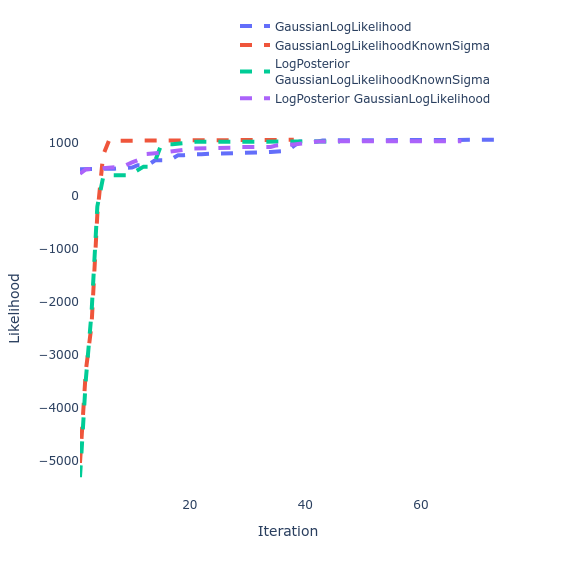 GaussianLogLikelihood
GaussianLogLikelihoodKnownSigma
LogPosterior
GaussianLogLikelihoodKnownSigma
LogPosterior GaussianLogLikelihood
1000
0
−1000
−2000
−3000
−4000
−5000
Likelihood
20 40 60
Iteration